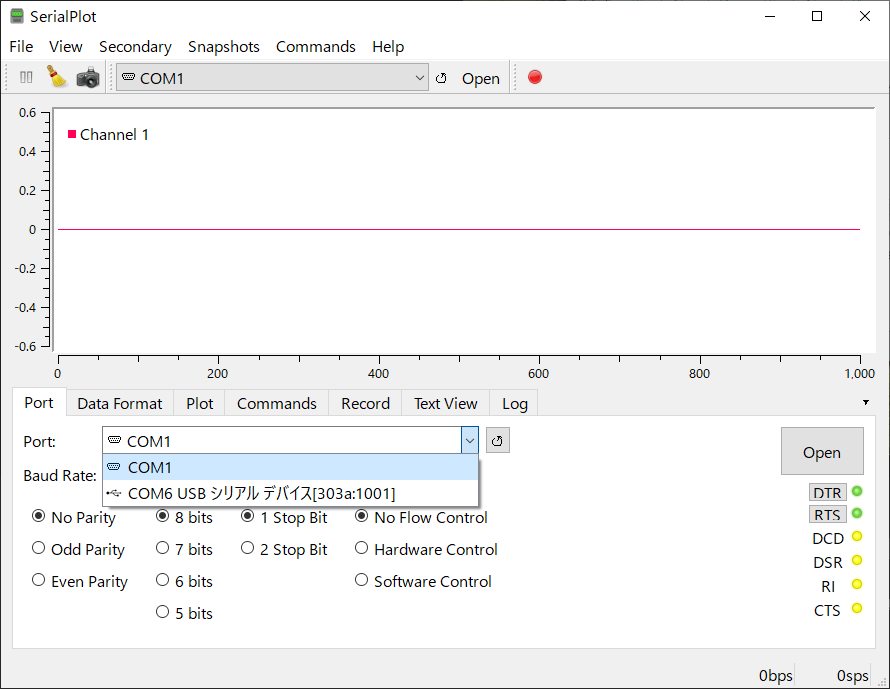 SerialPlot
File View Secondary Snapshots Commands Help
COM1 Open
0.6
Channel 1
0.4
0.2
0
-0.2
-0.4
-0.6
0 200 400 600 800 1,000
Port Data Format Plot Commands Record Text View Log
Port: COM1
COM1
Open
Baud Rate:
COM6 USB シリアル デバイス[303a:1001]
DTR
No Parity 8 bits 1 Stop Bit No Flow Control
RTS
DCD
Odd Parity 7 bits 2 Stop Bit Hardware Control
DSR
Even Parity 6 bits Software Control
RI
CTS
5 bits
0bps 0sps